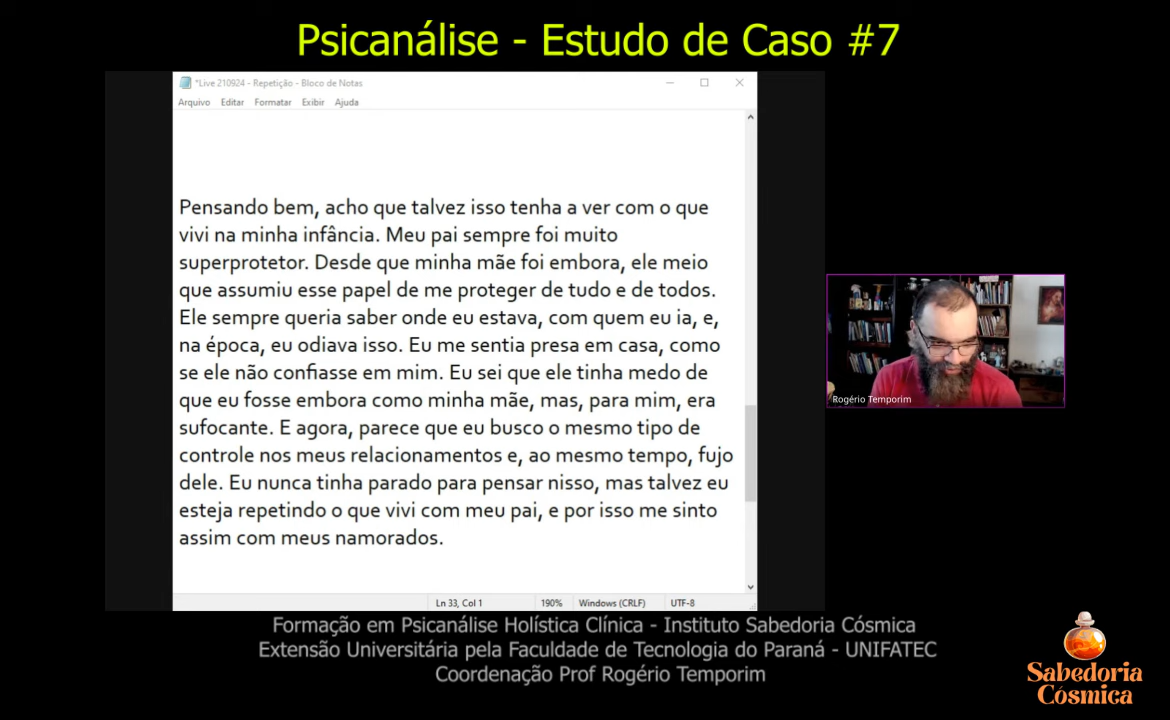 Psicanálise - Estudo de Caso #7
*Live 210924 - Repetição - Bloco de Notas
Arquivo Editar Formatar Exibir Ajuda
Pensando bem, acho que talvez isso tenha a ver com o que
vivi na minha infância. Meu pai sempre foi muito
superprotetor. Desde que minha mãe foi embora, ele meio
que assumiu esse papel de me proteger de tudo e de todos.
Ele sempre queria saber onde eu estava, com quem eu ia, e,
na época, eu odiava isso. Eu me sentia presa em casa, como
se ele não confiasse em mim. Eu sei que ele tinha medo de
que eu fosse embora como minha mãe, mas, para mim, era
sufocante. E agora, parece que eu busco o mesmo tipo de
controle nos meus relacionamentos e, ao mesmo tempo, fujo
dele. Eu nunca tinha parado para pensar nisso, mas talvez eu
esteja repetindo o que vivi com meu pai, e por isso me sinto
assim com meus namorados.
Ln 33, Col 1 190% Windows (CRLF) UTF-8
Rogério Temporim
Formação em Psicanálise Holística Clínica - Instituto Sabedoria Cósmica
Extensão Universitária pela Faculdade de Tecnologia do Paraná - UNIFATEC
Coordenação Prof Rogério Temporim
Sabedoria
Cósmica